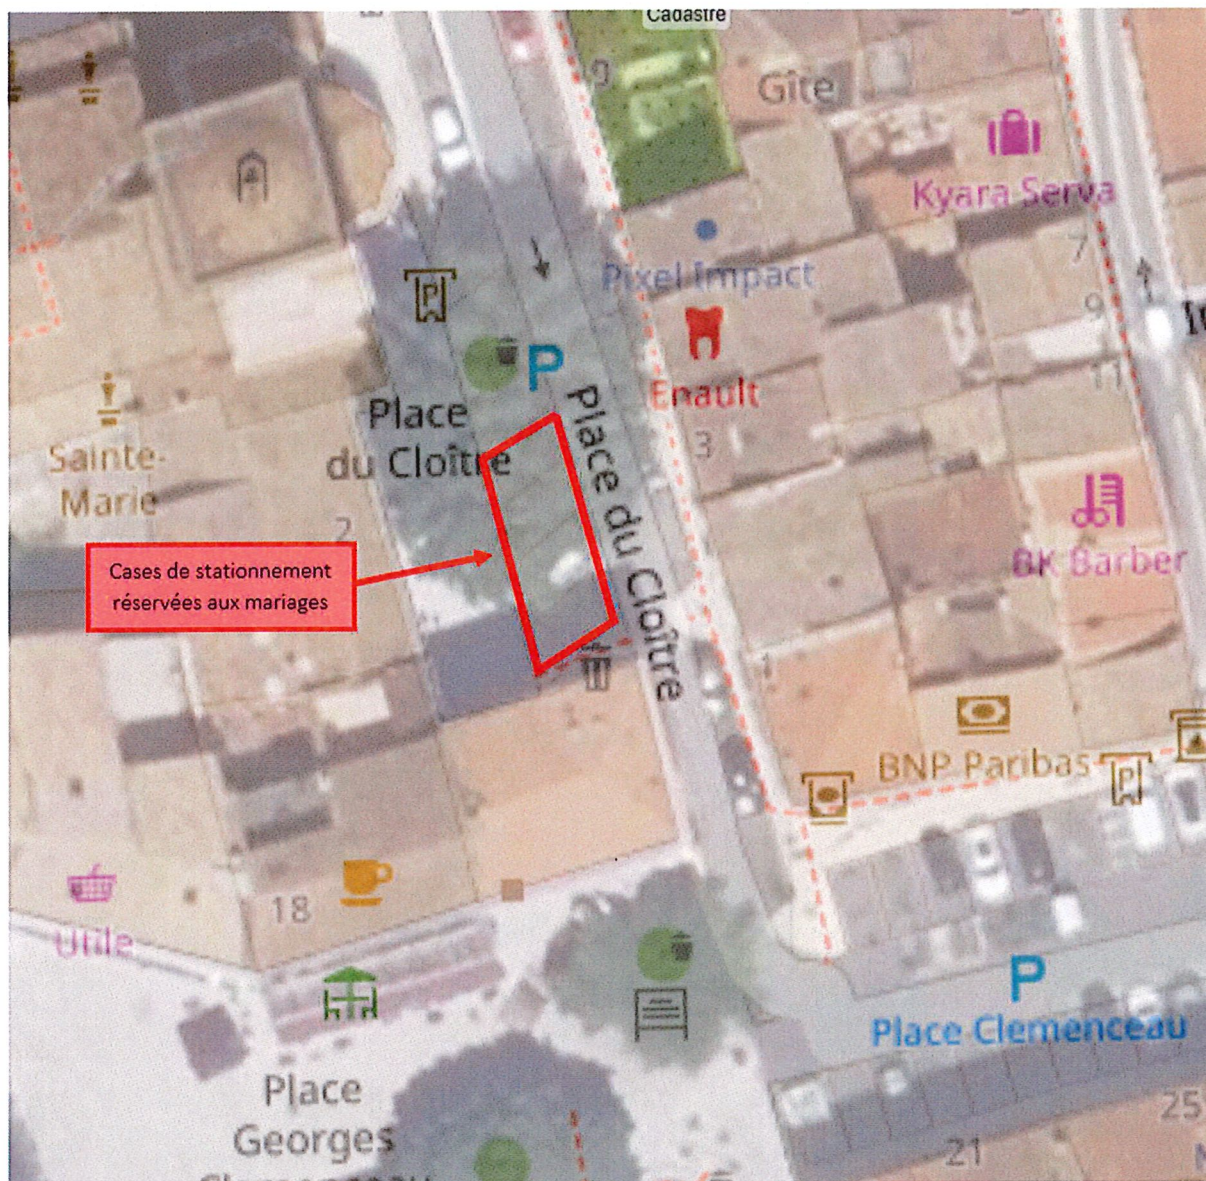 Cadastre
Gîte
Kyara Serva
7
Pixel Impact
9
Enault
11
P
Place
du Cloître
Place du Cloître
3
Sainte-
Marie
2
BK Barber
Cases de stationnement
réservées aux mariages
1
BNP Paribas
P
18
Utile
P
Place Clemenceau
Place
Georges
Clemenceau
25
21